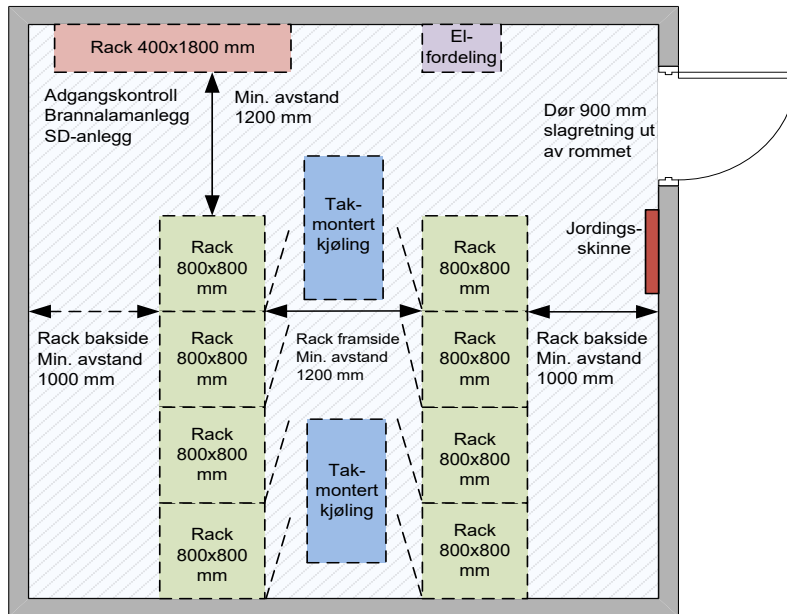 Rack 400x1800 mm
El-
fordeling
Adgangskontroll
Brannalamanlegg
SD-anlegg
Min. avstand
1200 mm
Dør 900 mm
slagretning ut
av rommet
Tak-
montert
kjøling
Jordings-
skinne
Rack
800x800
mm
Rack
800x800
mm
Rack bakside
Min. avstand
1000 mm
Rack
800x800
mm
Rack framside
Min. avstand
1200 mm
Rack
800x800
mm
Rack bakside
Min. avstand
1000 mm
Rack
800x800
mm
Tak-
montert
kjøling
Rack
800x800
mm
Rack
800x800
mm
Rack
800x800
mm